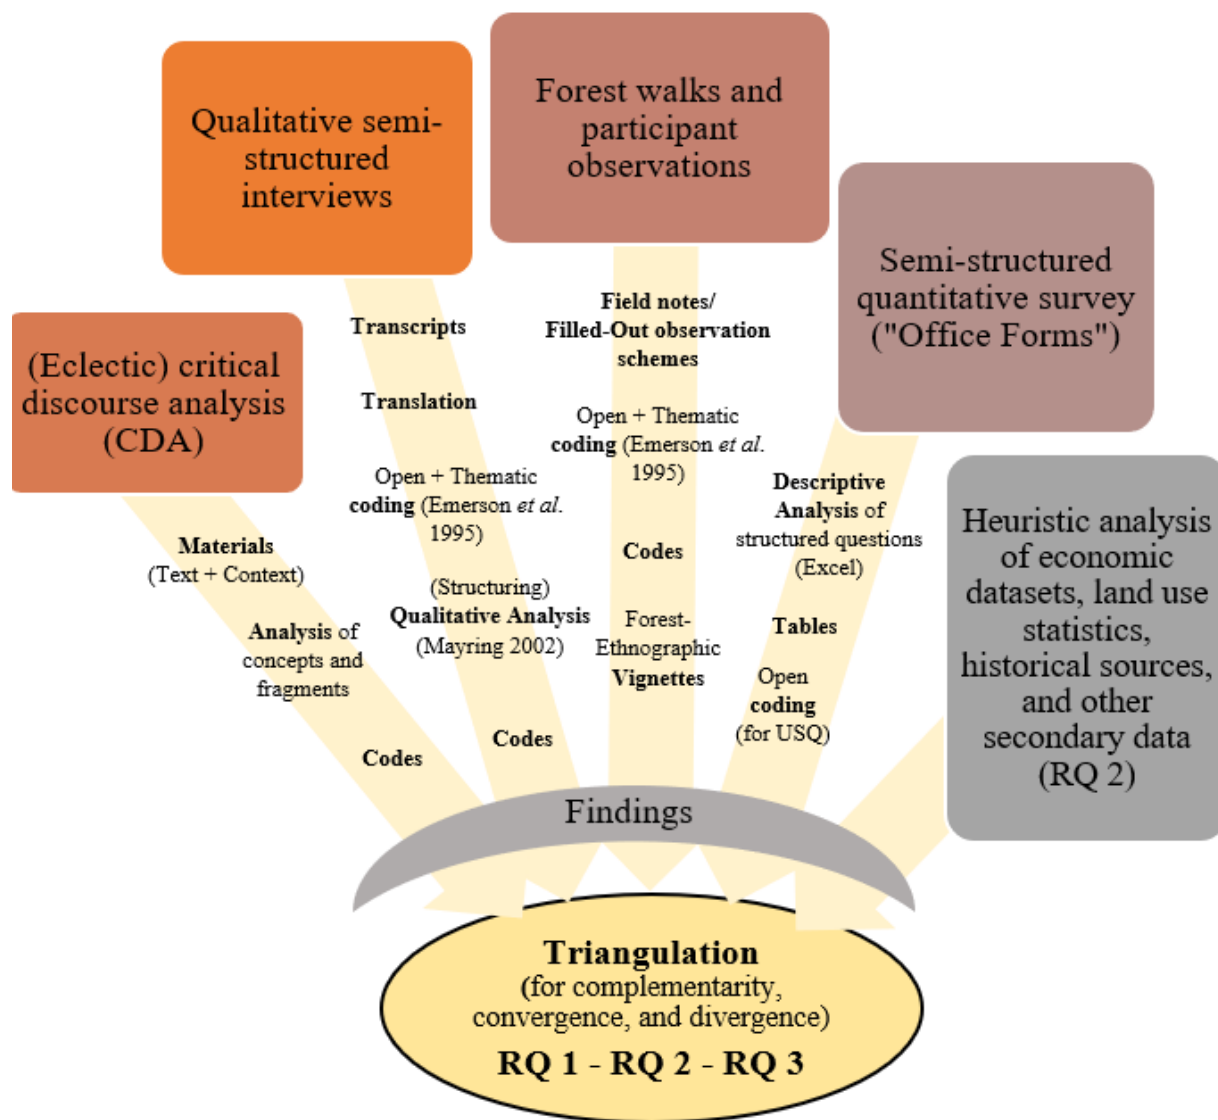 Qualitative semi-
structured
interviews
Forest walks and
participant
observations
Semi-structured
quantitative survey
("Office Forms")
(Eclectic) critical
discourse analysis
(CDA)
Heuristic analysis
of economic
datasets, land use
statistics,
historical sources,
and other
secondary data
(RQ 2)
Materials
(Text + Context)
Analysis of
concepts and
fragments
Codes
Transcripts
Translation
Open + Thematic
coding (Emerson et al.
1995)
(Structuring)
Qualitative Analysis
(Mayring 2002)
Codes
Field notes/
Filled-Out observation
schemes
Open + Thematic
coding (Emerson et al.
1995)
Codes
Forest-
Ethnographic
Vignettes
Descriptive
Analysis of
structured questions
(Excel)
Tables
Open
coding
(for USQ)
Findings
Triangulation
(for complementarity,
convergence, and divergence)
RQ 1 - RQ 2 - RQ 3